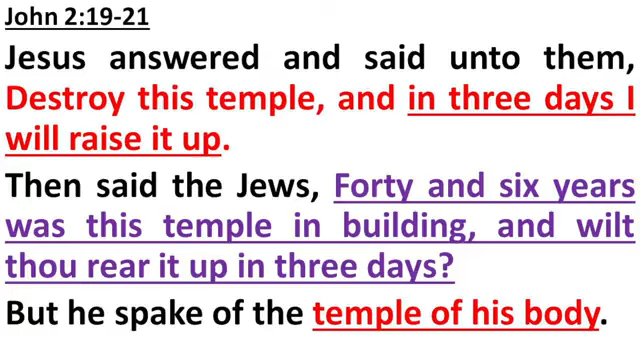 John 2:19-21
Jesus answered and said unto them,
Destroy this temple, and in three days I
will raise it up.
Then said the Jews, Forty and six years
was this temple in building, and wilt
thou rear it up in three days?
But he spake of the temple of his body.